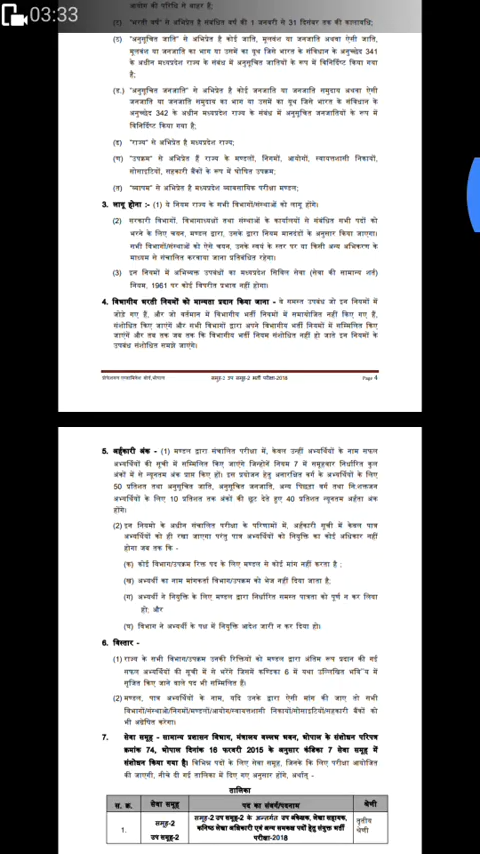 03:33
आयोग की परिधि से बाहर है;
(ट) "भरती वर्ष" से अभिप्रेत है संबंधित वर्ष की 1 जनवरी से 31 दिसंबर तक की कालावधि;
(ठ) "अनुसूचित जाति" से अभिप्रेत है कोई जाति, मूलवंश या जनजाति अथवा ऐसी जाति,
मूलवंश या जनजाति का भाग या उसमें का यूथ जिसे भारत के संविधान के अनुच्छेद 341
के अधीन मध्यप्रदेश राज्य के संबंध में अनुसूचित जातियों के रूप में विनिर्दिष्ट किया गया
है;
(ड.) "अनुसूचित जनजाति" से अभिप्रेत है कोई जनजाति या जनजाति समुदाय अथवा ऐसी
जनजाति या जनजाति समुदाय का भाग या उसमें का यूथ जिसे भारत के संविधान के
अनुच्छेद 342 के अधीन मध्यप्रदेश राज्य के संबंध में अनुसूचित जनजातियों के रूप में
विनिर्दिष्ट किया गया है;
(ढ) "राज्य" से अभिप्रेत है मध्यप्रदेश राज्य;
(ण) "उपक्रम" से अभिप्रेत हैं राज्य के मण्डलों, निगमों, आयोगों, स्वायत्तशासी निकायों,
सोसाइटियों, सहकारी बैंकों के रूप में घोषित उपक्रम;
(त) "व्यापम" से अभिप्रेत है मध्यप्रदेश व्यावसायिक परीक्षा मण्डल;
3. लागू होना :- (1) ये नियम राज्य के सभी विभागों/संस्थाओं को लागू होंगे।
(2) सरकारी विभागों, विभागाध्यक्षों तथा संस्थाओं के कार्यालयों से संबंधित सभी पदों को
भरने के लिए चयन, मण्डल द्वारा, उसके द्वारा नियम मानदंडों के अनुसार किया जाएगा।
सभी विभागों/संस्थाओं को ऐसे चयन, उनके स्वयं के स्तर पर या किसी अन्य अभिकरण के
माध्यम से संचालित करवाया जाना प्रतिबंधित रहेगा।
(3) इन नियमों में अभिव्यक्त उपबंधों का मध्यप्रदेश सिविल सेवा (सेवा की सामान्य शर्तें)
नियम, 1961 पर कोई विपरीत प्रभाव नहीं होगा।
4. विभागीय भरती नियमों को मान्यता प्रदान किया जाना - ये समस्त उपबंध जो इन नियमों में
जोड़े गए हैं, और जो वर्तमान में विभागीय भर्ती नियमों में समायोजित नहीं किए गए हैं,
संशोधित किए जाएंगे और सभी विभागों द्वारा अपने विभागीय भर्ती नियमों में सम्मिलित किए
जाएंगे और तब तक जब तक कि विभागीय भर्ती नियम संशोधित नहीं हो जाते इन नियमों के
उपबंध संशोधित समझे जाएंगे।
प्रोफेशनल एग्जामिनेशन बोर्ड,भोपाल समूह-2 उप समूह-2 भर्ती परीक्षा-2018 Page 4
5. अर्हकारी अंक - (1) मण्डल द्वारा संचालित परीक्षा में, केवल उन्हीं अभ्यर्थियों के नाम सफल
अभ्यर्थियों की सूची में सम्मिलित किए जाएंगे जिन्होंने नियम 7 में समूहवार निर्धारित कुल
अंकों में से न्यूनतम अंक प्राप्त किए हो। इस प्रयोजन हेतु अनारक्षित वर्ग के अभ्यर्थियों के लिए
50 प्रतिशत तथा अनुसूचित जाति, अनुसूचित जनजाति, अन्य पिछड़ा वर्ग तथा नि.शक्तजन
अभ्यर्थियों के लिए 10 प्रतिशत तक अंकों की छूट देते हुए 40 प्रतिशत न्यूनतम अर्हता अंक
होंगे।
(2) इन नियमों के अधीन संचालित परीक्षा के परिणामों में, अर्हकारी सूची में केवल पात्र
अभ्यर्थियों को ही रखा जाएगा परंतु पात्र अभ्यर्थियों को नियुक्ति का कोई अधिकार नहीं
होगा जब तक कि -
(क) कोई विभाग/उपक्रम रिक्त पद के लिए मण्डल से कोई मांग नहीं करता है ;
(ख) अभ्यर्थी का नाम मांगकर्ता विभाग/उपक्रम को भेज नहीं दिया जाता है;
(ग) अभ्यर्थी ने नियुक्ति के लिए मण्डल द्वारा निर्धारित समस्त पात्रता को पूर्ण न कर लिया
हो; और
(घ) विभाग ने अभ्यर्थी के पक्ष में नियुक्ति आदेश जारी न कर दिया हो।
6. विस्तार -
(1) राज्य के सभी विभाग/उपक्रम उनकी रिक्तियों को मण्डल द्वारा अंतिम रूप प्रदान की गई
सफल अभ्यर्थियों की सूची में से भरेंगे जिसमें कण्डिका 6 में यथा उल्लिखित में
सृजित किए जाने वाले पद भी सम्मिलित हैं।
(2) मण्डल, पात्र अभ्यर्थियों के नाम, यदि उनके द्वारा ऐसी मांग की जाए तो सभी
विभागों/संस्थाओं/निगमों/मण्डलों/आयोग/स्वायत्तशासी निकायों/सोसाइटियों/सहकारी बैंकों को
भी अग्रेषित करेगा।
7. सेवा समूह - सामान्य प्रशासन विभाग, मंत्रालय वल्लभ भवन, भोपाल के संशोधन परिपत्र
क्रमांक 74, भोपाल दिनांक 16 फरवरी 2015 के अनुसार कंडिका 7 सेवा समूह में
संशोधन किया गया है। विभिन्न पदों के लिए सेवा समूह, जिनके कि लिए परीक्षा आयोजित
की जाएगी, नीचे दी गई तालिका में दिए गए अनुसार होंगे, अर्थात् -
तालिका
स. क्र. सेवा समूह पद का संवर्ग/पदनाम श्रेणी
1. समूह-2 उप समूह-2 समूह-2 उप समूह-2 के अन्तर्गत उप अंकेक्षक, लेखा सहायक, तृतीय श्रेणी
कनिष्ठ लेखा अधिकारी एवं अन्य समकक्ष पदों हेतु संयुक्त भर्ती
परीक्षा-2018